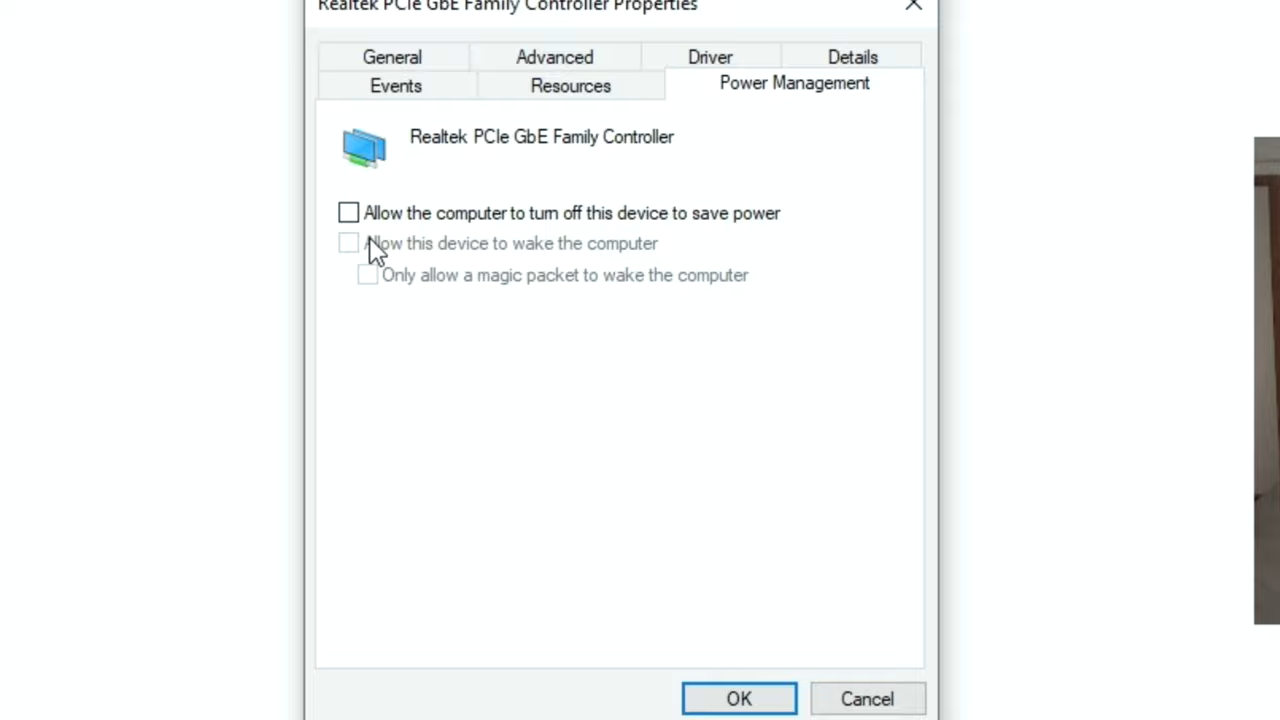 Realtek PCIe GbE Family Controller Properties
General Advanced Driver Details
Events Resources Power Management
Realtek PCIe GbE Family Controller
Allow the computer to turn off this device to save power
Allow this device to wake the computer
Only allow a magic packet to wake the computer
OK Cancel